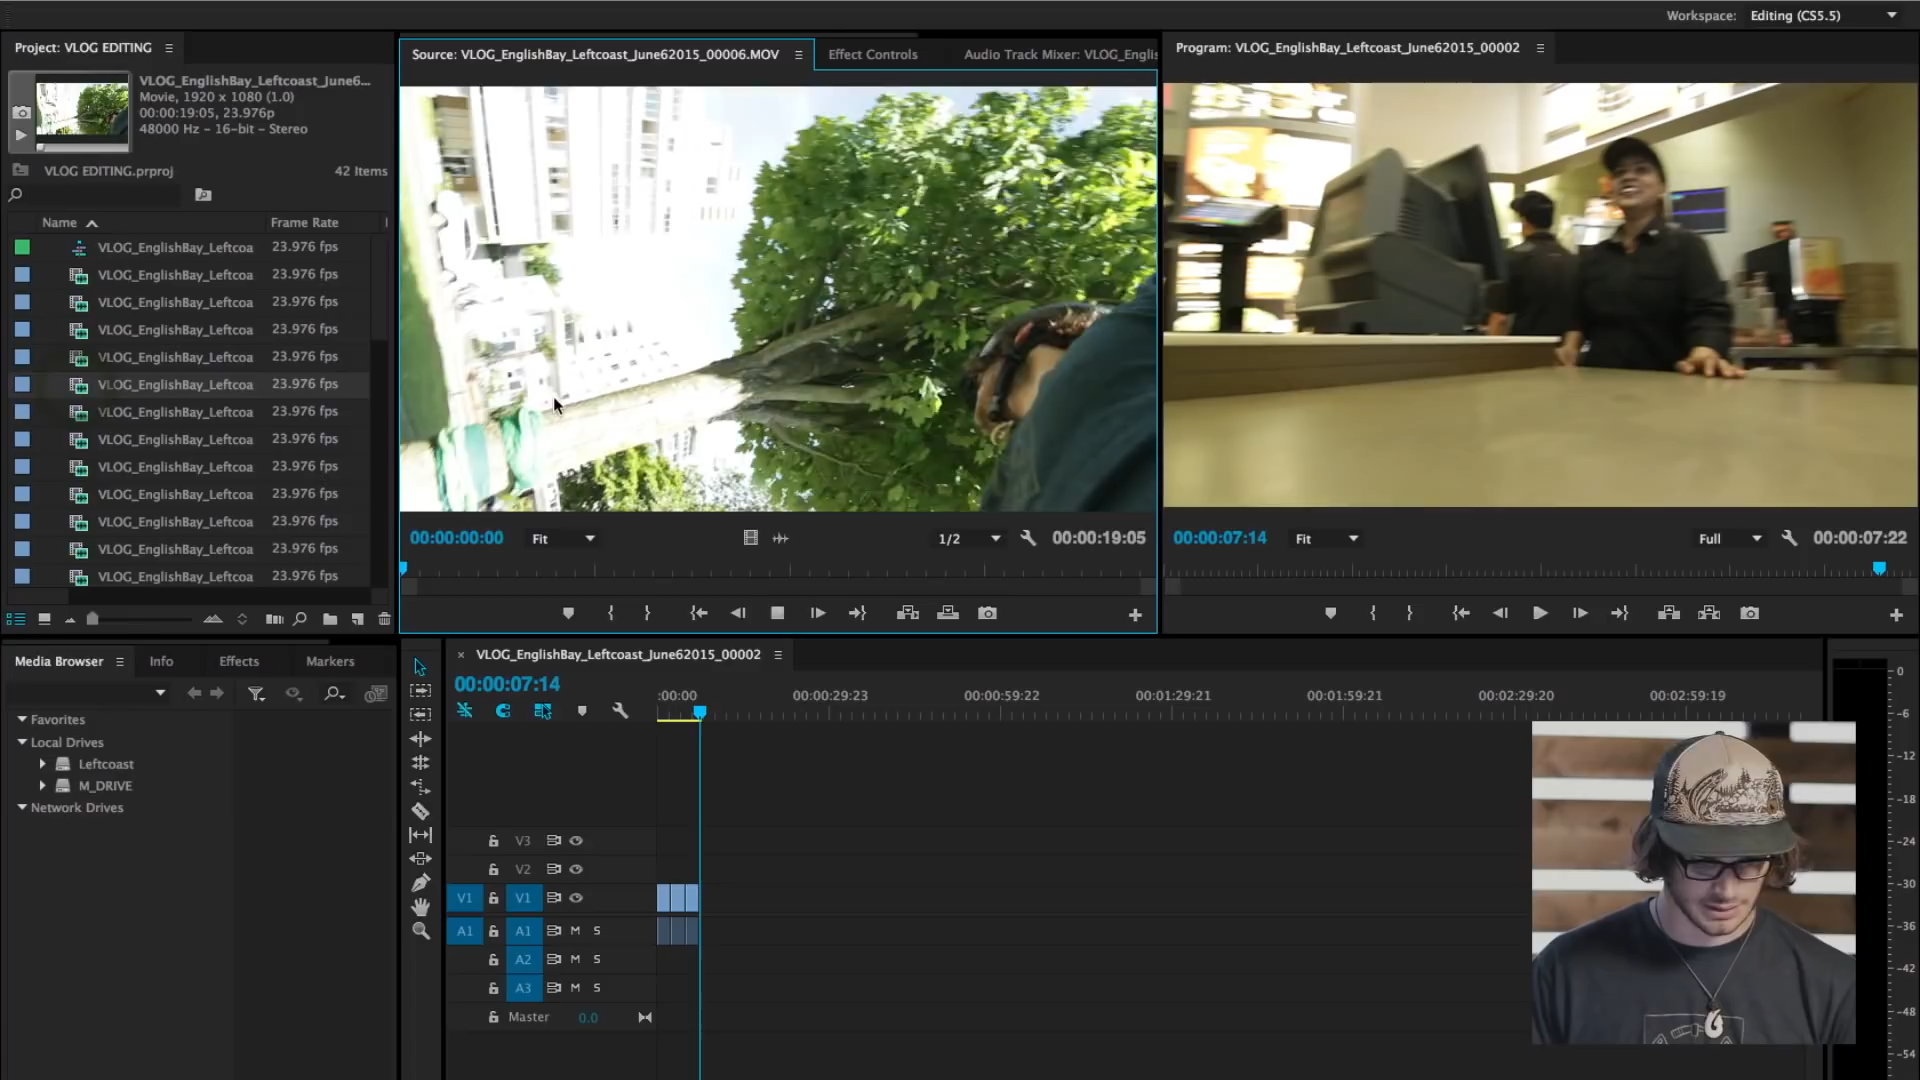 Workspace: Editing (CS5.5)
Project: VLOG EDITING
Source: VLOG_EnglishBay_Leftcoast_June62015_00006.MOV
Effect Controls
Audio Track Mixer: VLOG_Englis
Program: VLOG_EnglishBay_Leftcoast_June62015_00002
VLOG_EnglishBay_Leftcoast_June6...
Movie, 1920 x 1080 (1.0)
00:00:19:05, 23.976p
48000 Hz - 16-bit - Stereo
VLOG EDITING.prproj 42 Items
Name Frame Rate
VLOG_EnglishBay_Leftcoa 23.976 fps
VLOG_EnglishBay_Leftcoa 23.976 fps
VLOG_EnglishBay_Leftcoa 23.976 fps
VLOG_EnglishBay_Leftcoa 23.976 fps
VLOG_EnglishBay_Leftcoa 23.976 fps
VLOG_EnglishBay_Leftcoa 23.976 fps
VLOG_EnglishBay_Leftcoa 23.976 fps
VLOG_EnglishBay_Leftcoa 23.976 fps
VLOG_EnglishBay_Leftcoa 23.976 fps
VLOG_EnglishBay_Leftcoa 23.976 fps
VLOG_EnglishBay_Leftcoa 23.976 fps
VLOG_EnglishBay_Leftcoa 23.976 fps
VLOG_EnglishBay_Leftcoa 23.976 fps
00:00:00:00 Fit 1/2 00:00:19:05
00:00:07:14 Fit Full 00:00:07:22
Media Browser Info Effects Markers
Favorites
Local Drives
Leftcoast
M_DRIVE
Network Drives
VLOG_EnglishBay_Leftcoast_June62015_00002
00:00:07:14
:00:00 00:00:29:23 00:00:59:22 00:01:29:21 00:01:59:21 00:02:29:20 00:02:59:19
V3
V2
V1 V1
A1 A1 M S
A2 M S
A3 M S
Master 0.0
0
-6
-12
-18
-24
-30
-36
-42
-48
-54